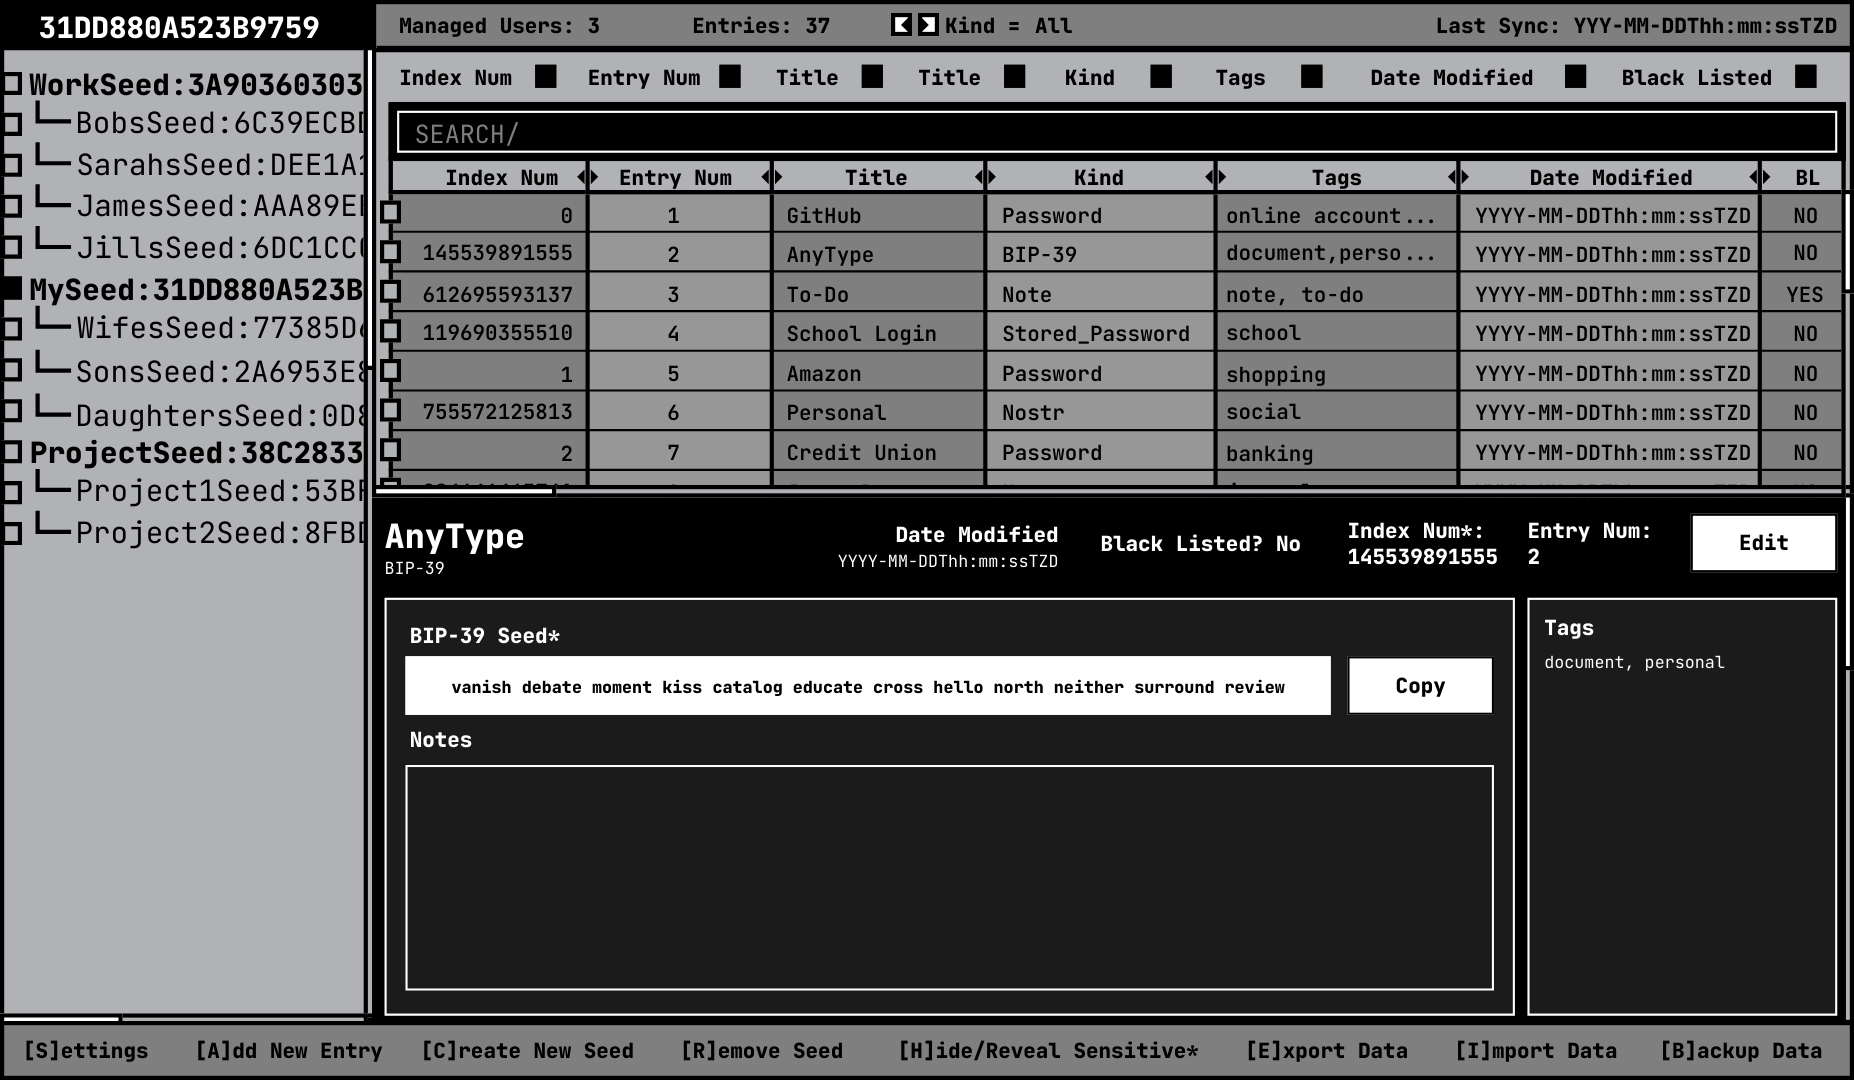 31DD880A523B9759
Managed Users: 3 Entries: 37 Kind = All Last Sync: YYY-MM-DDThh:mm:ssTZD
Index Num Entry Num Title Title Kind Tags Date Modified Black Listed
WorkSeed:3A90360303
BobsSeed:6C39ECBD
SarahsSeed:DEE1A1
JamesSeed:AAA89E
JillsSeed:6DC1CC
MySeed:31DD880A523B
WifesSeed:77385D
SonsSeed:2A6953E8
DaughtersSeed:0D8
ProjectSeed:38C2833
Project1Seed:53B
Project2Seed:8FBD
SEARCH/
Index Num Entry Num Title Kind Tags Date Modified BL
0 1 GitHub Password online account... YYYY-MM-DDThh:mm:ssTZD NO
145539891555 2 AnyType BIP-39 document,perso... YYYY-MM-DDThh:mm:ssTZD NO
612695593137 3 To-Do Note note, to-do YYYY-MM-DDThh:mm:ssTZD YES
119690355510 4 School Login Stored_Password school YYYY-MM-DDThh:mm:ssTZD NO
1 5 Amazon Password shopping YYYY-MM-DDThh:mm:ssTZD NO
755572125813 6 Personal Nostr social YYYY-MM-DDThh:mm:ssTZD NO
2 7 Credit Union Password banking YYYY-MM-DDThh:mm:ssTZD NO
AnyType
BIP-39
Date Modified
YYYY-MM-DDThh:mm:ssTZD
Black Listed? No
Index Num*:
145539891555
Entry Num:
2
Edit
BIP-39 Seed*
vanish debate moment kiss catalog educate cross hello north neither surround review
Copy
Notes
Tags
document, personal
[S]ettings [A]dd New Entry [C]reate New Seed [R]emove Seed [H]ide/Reveal Sensitive* [E]xport Data [I]mport Data [B]ackup Data